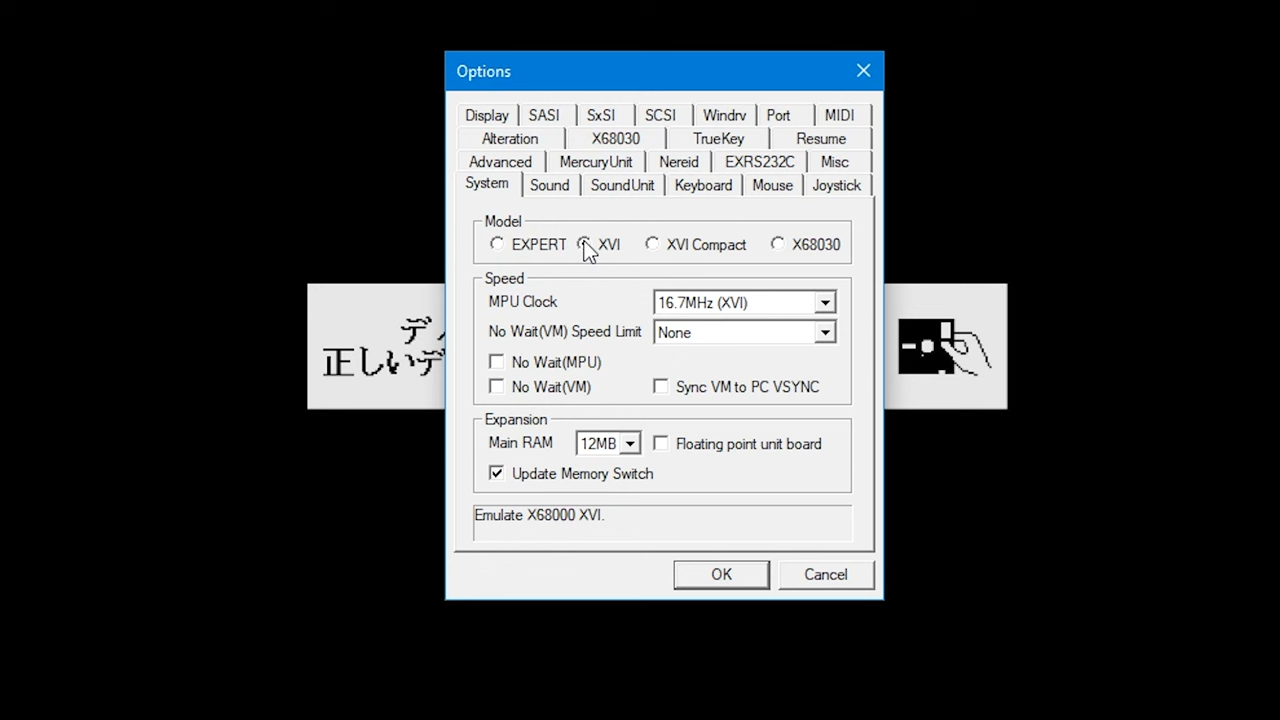 Options
Display SASI SxSI SCSI Windrv Port MIDI
Alteration X68030 TrueKey Resume
Advanced MercuryUnit Nereid EXRS232C Misc
System Sound SoundUnit Keyboard Mouse Joystick
Model
EXPERT XVI XVI Compact X68030
Speed
MPU Clock 16.7MHz (XVI)
No Wait(VM) Speed Limit None
No Wait(MPU)
No Wait(VM) Sync VM to PC VSYNC
Expansion
Main RAM 12MB Floating point unit board
Update Memory Switch
Emulate X68000 XVI.
OK Cancel
デ
正しいデ